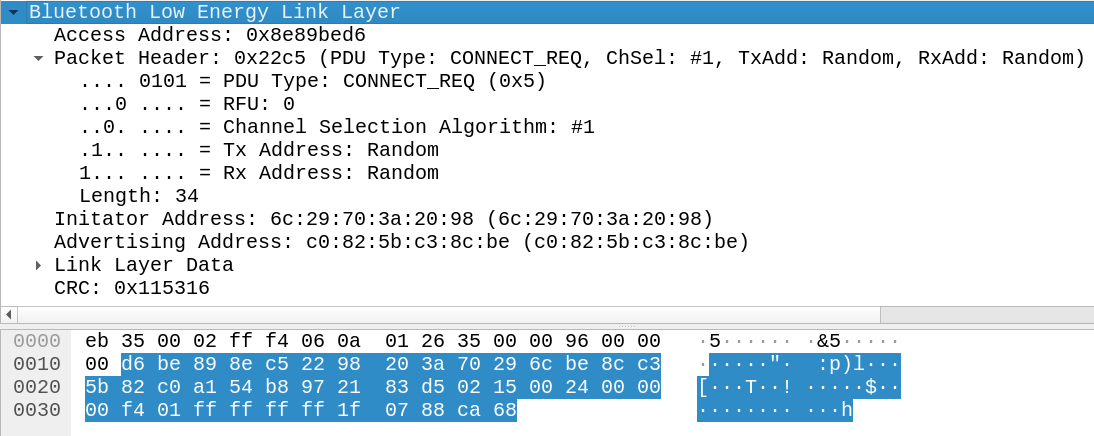 Bluetooth Low Energy Link Layer
Access Address: 0x8e89bed6
Packet Header: 0x22c5 (PDU Type: CONNECT_REQ, ChSel: #1, TxAdd: Random, RxAdd: Random)
.... 0101 = PDU Type: CONNECT_REQ (0x5)
...0 .... = RFU: 0
..0. .... = Channel Selection Algorithm: #1
.1.. .... = Tx Address: Random
1... .... = Rx Address: Random
Length: 34
Initator Address: 6c:29:70:3a:20:98 (6c:29:70:3a:20:98)
Advertising Address: c0:82:5b:c3:8c:be (c0:82:5b:c3:8c:be)
Link Layer Data
CRC: 0x115316
0000 eb 35 00 02 ff f4 06 0a 01 26 35 00 00 96 00 00 ·5······ ·&5·····
0010 00 d6 be 89 8e c5 22 98 20 3a 70 29 6c be 8c c3 ······"· :p)l···
0020 5b 82 c0 a1 54 b8 97 21 83 d5 02 15 00 24 00 00 [···T··! ·····$··
0030 00 f4 01 ff ff ff ff 1f 07 88 ca 68 ········ ···h